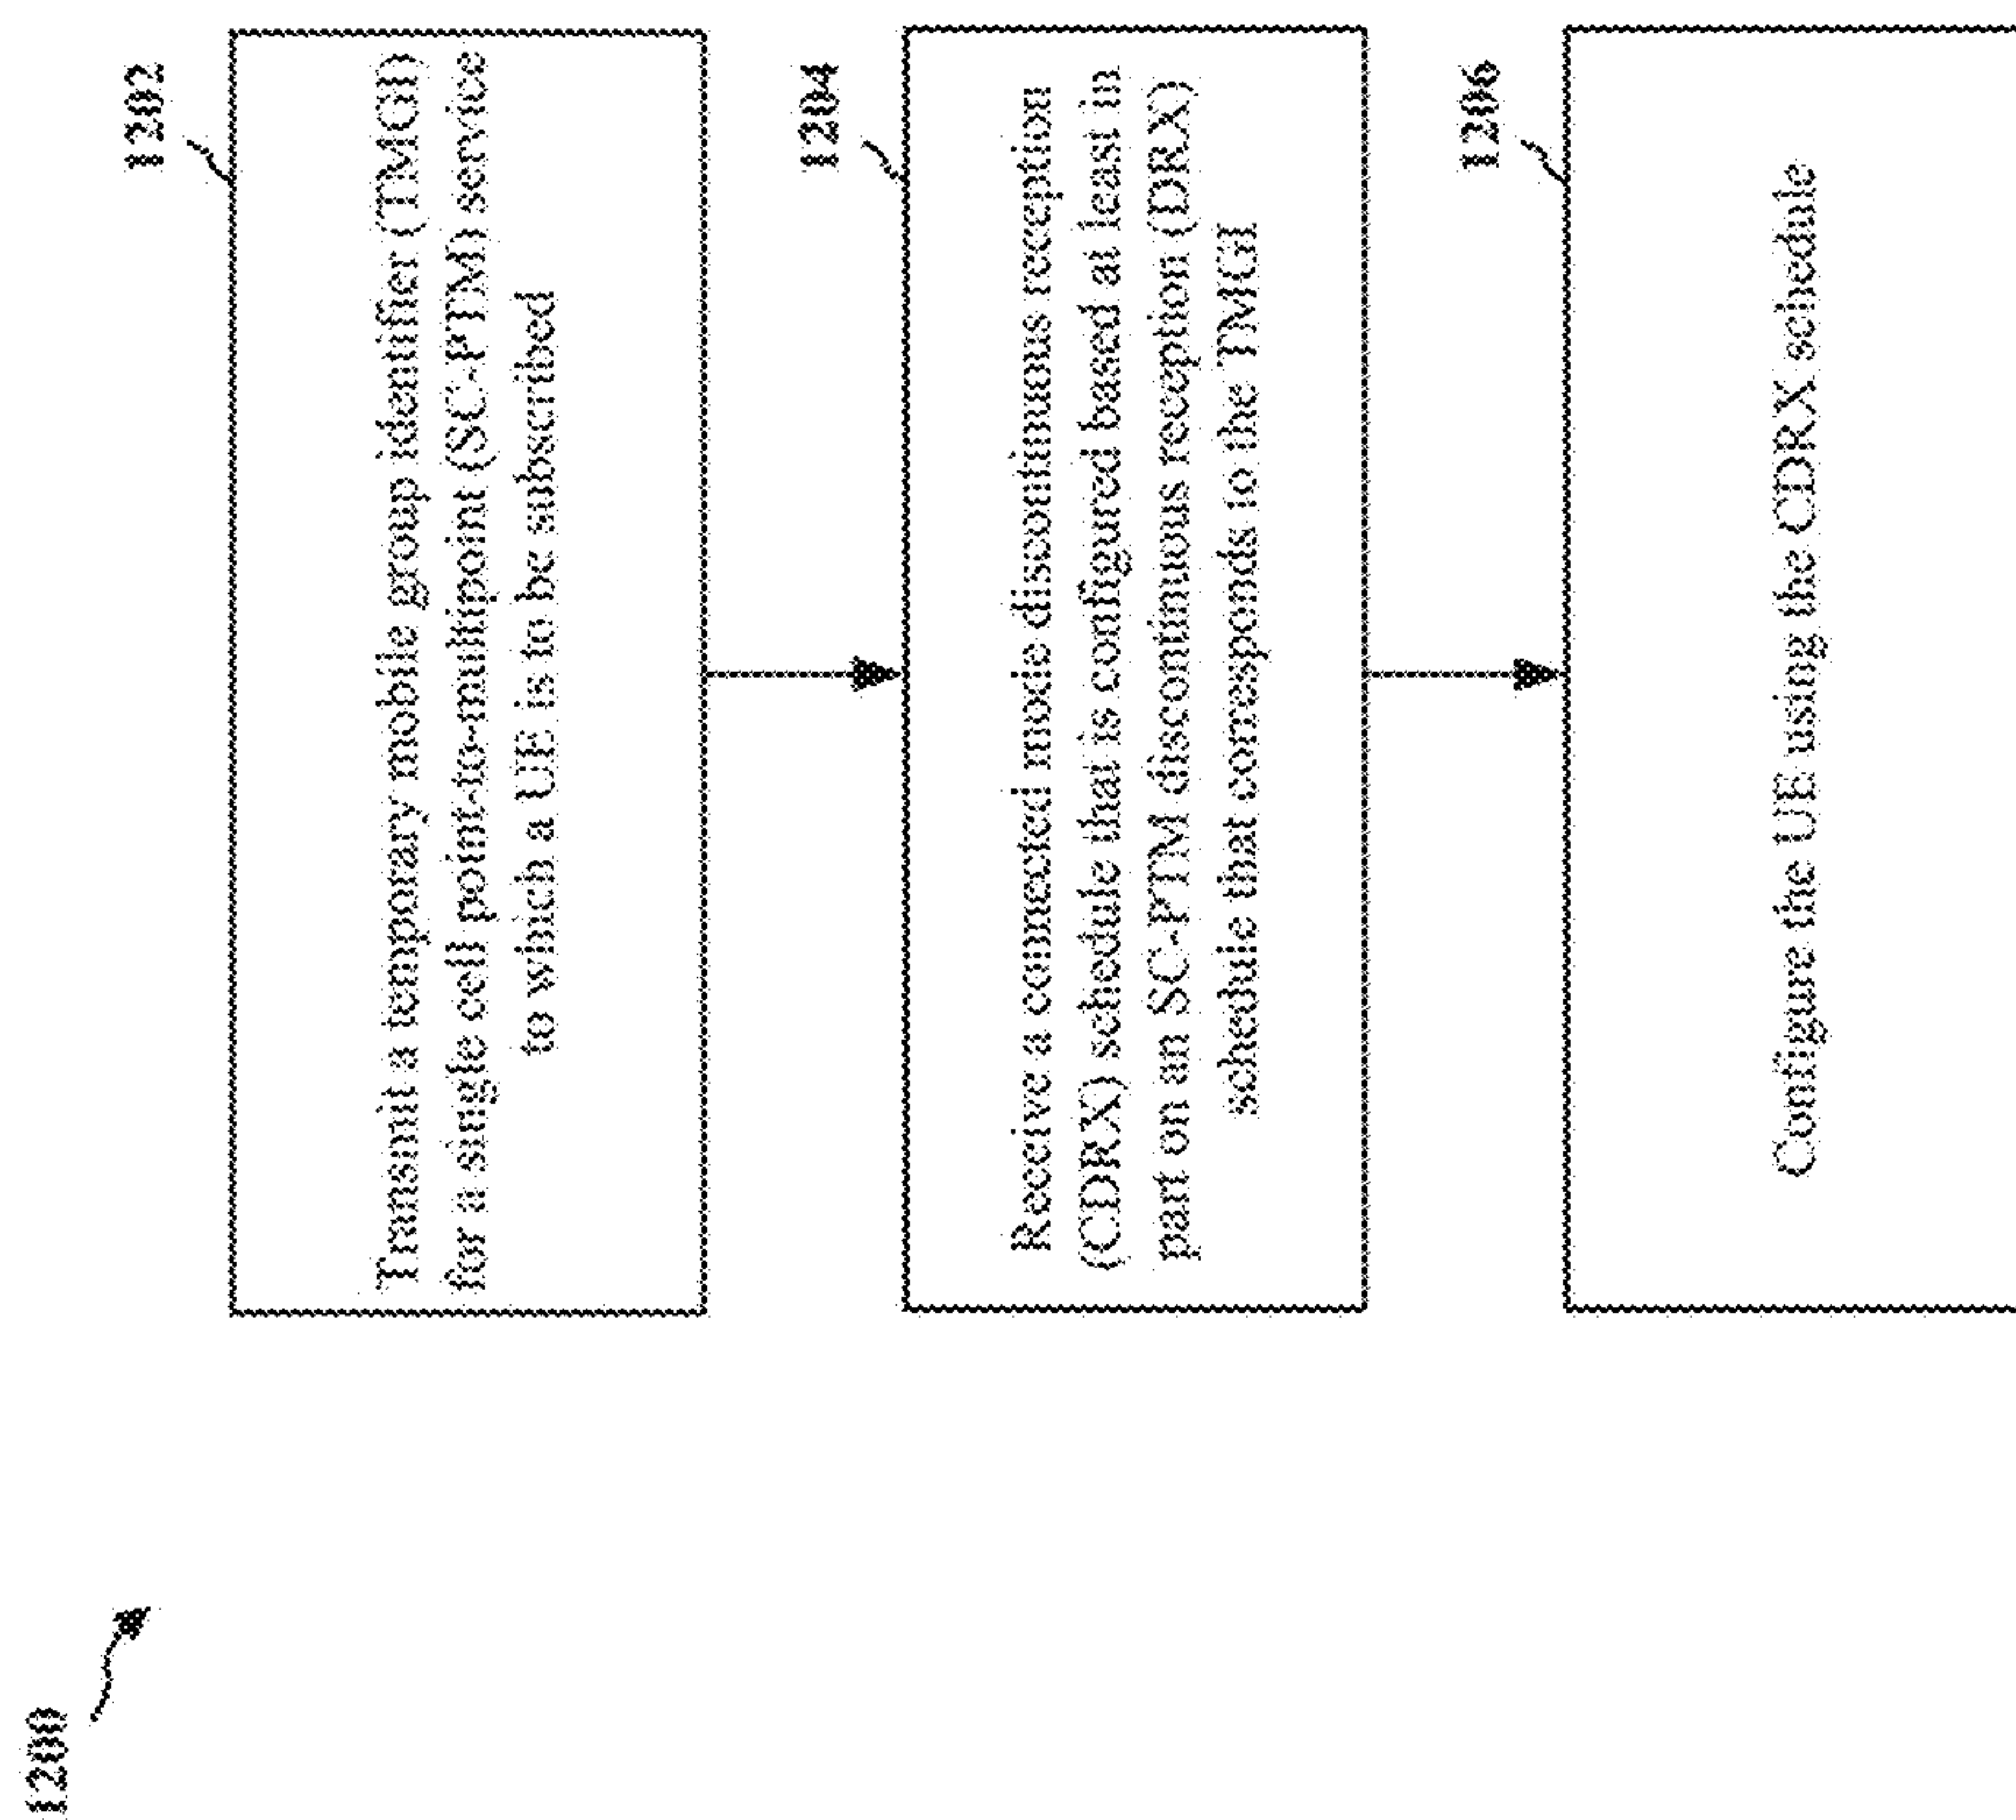 1200
1202
Transmit a temporary mobile group identifier (TMGI)
for a single cell point-to-multipoint (SC-PTM) service
to which a UE is to be subscribed
1204
Receive a connected mode discontinuous reception
(CDRX) schedule that is configured based at least in
part on an SC-PTM discontinuous reception (DRX)
schedule that corresponds to the TMGI
1206
Configure the UE using the CDRX schedule